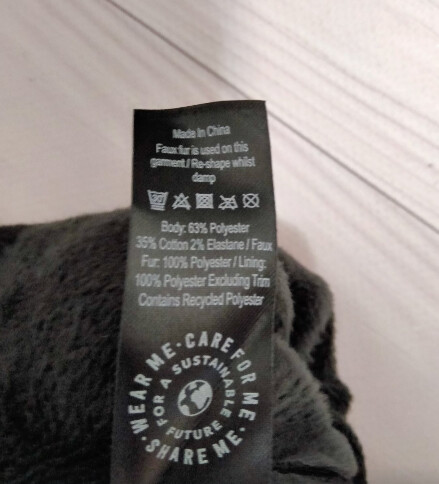 Made In China
Faux fur is used on this
garment / Re-shape whilst
damp
Body: 63% Polyester
35% Cotton 2% Elastane / Faux
Fur: 100% Polyester / Lining:
100% Polyester Excluding Trim
Contains Recycled Polyester
WEAR ME · CARE FOR ME · SHARE ME ·
FOR A SUSTAINABLE FUTURE